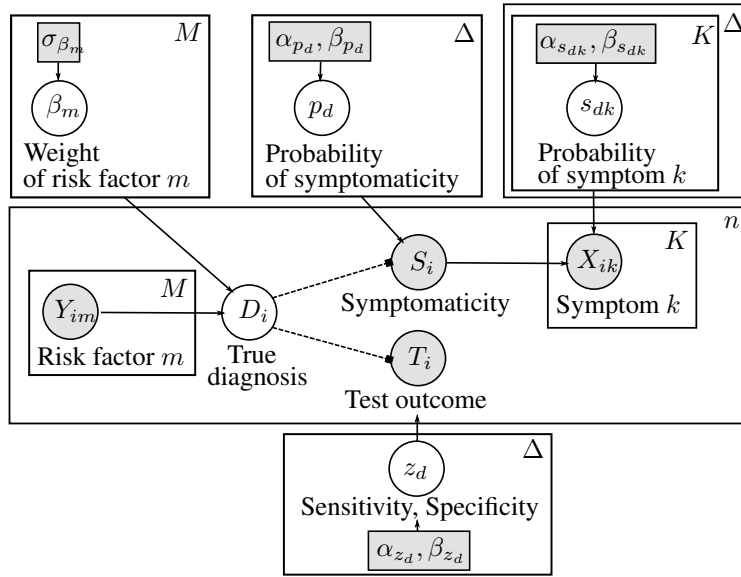 σ_{β_m}
M
β_m
Weight
of risk factor m
α_{p_d}, β_{p_d}
Δ
p_d
Probability
of symptomaticity
α_{s_{dk}}, β_{s_{dk}}
K
Δ
s_{dk}
Probability
of symptom k
n
Y_{im}
M
Risk factor m
D_i
True
diagnosis
S_i
Symptomaticity
X_{ik}
K
Symptom k
T_i
Test outcome
Δ
z_d
Sensitivity, Specificity
α_{z_d}, β_{z_d}